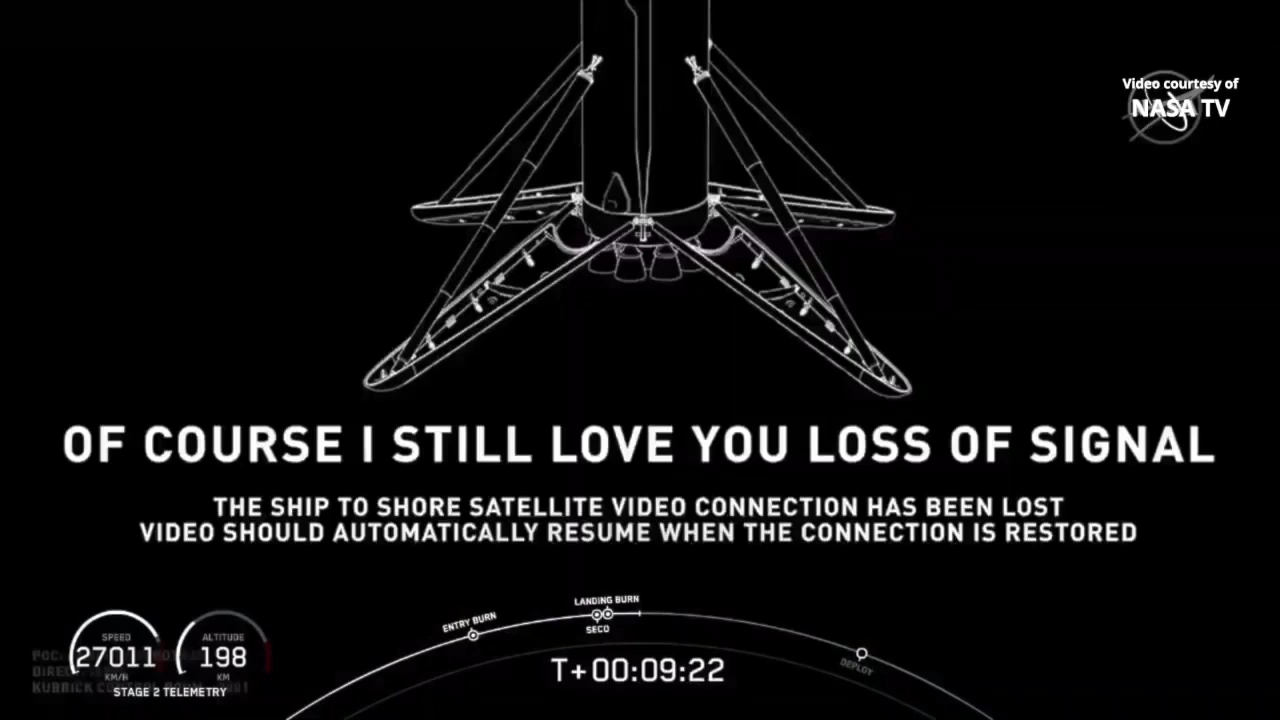 Video courtesy of
NASA TV
OF COURSE I STILL LOVE YOU LOSS OF SIGNAL
THE SHIP TO SHORE SATELLITE VIDEO CONNECTION HAS BEEN LOST
VIDEO SHOULD AUTOMATICALLY RESUME WHEN THE CONNECTION IS RESTORED
ENTRY BURN
LANDING BURN
SECO
DEPLOY
SPEED
27011
KM/H
ALTITUDE
198
KM
STAGE 2 TELEMETRY
T+00:09:22